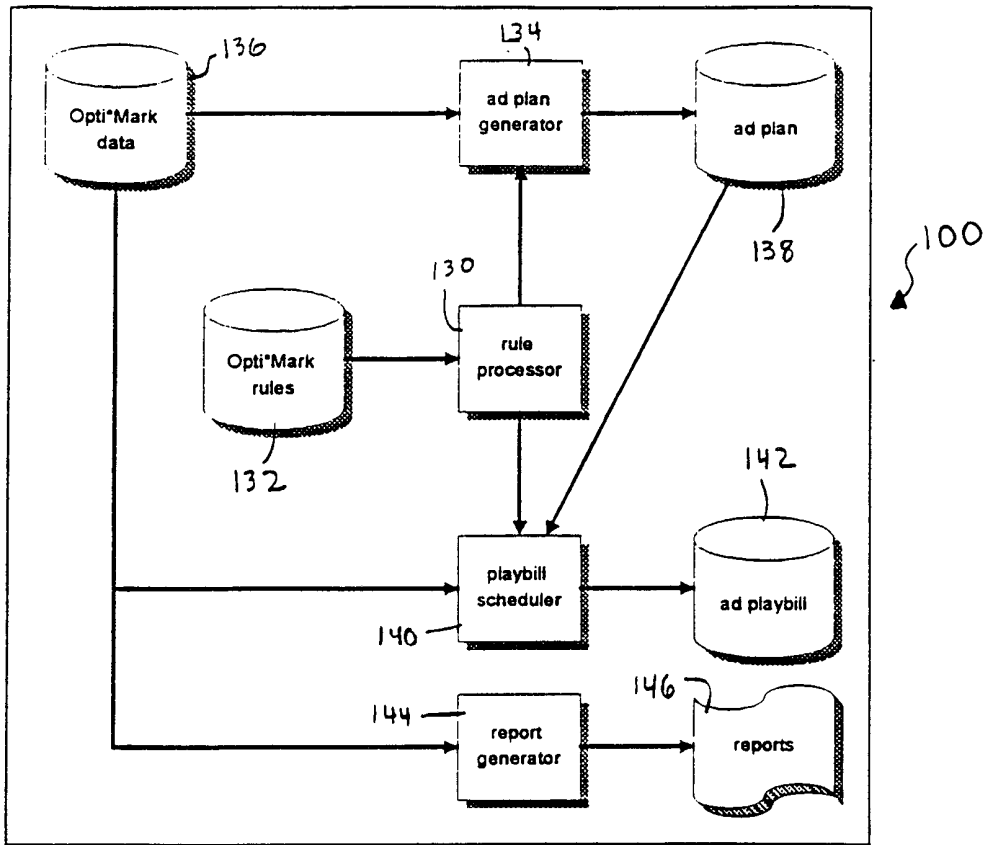 136
Opti*Mark
data
134
ad plan
generator
ad plan
138
100
130
rule
processor
Opti*Mark
rules
132
142
playbill
scheduler
140
ad playbill
144
report
generator
146
reports